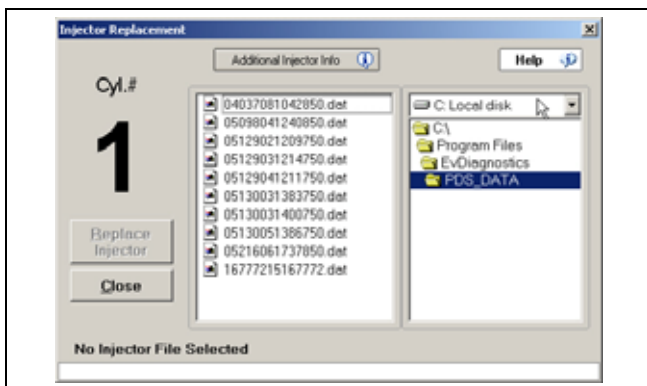 Injector Replacement
Additional Injector Info
Help
Cyl.#
1
Replace
Injector
Close
04037081042850.dat
05098041240850.dat
05129021209750.dat
05129031214750.dat
05129041211750.dat
05130031383750.dat
05130031400750.dat
05130051386750.dat
05216061737850.dat
16777215167772.dat
C: Local disk
C:\
Program Files
EvDiagnostics
PDS_DATA
No Injector File Selected